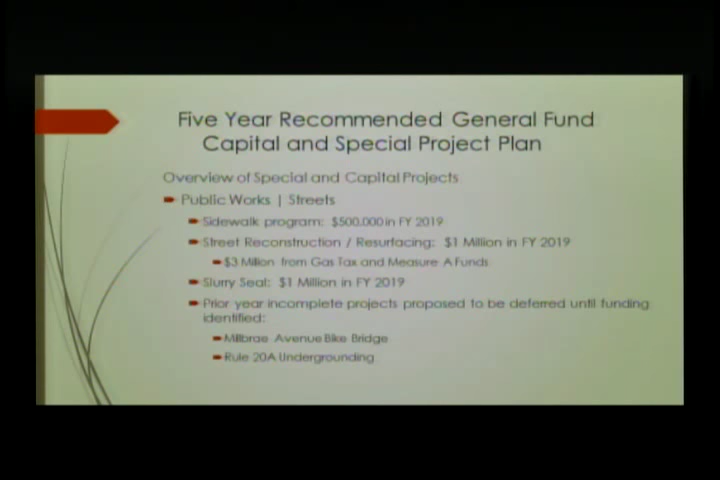 Five Year Recommended General Fund
Capital and Special Project Plan
Overview of Special and Capital Projects
Public Works | Streets
Sidewalk program: $500,000 in FY 2019
Street Reconstruction / Resurfacing: $1 Million in FY 2019
$3 Million from Gas Tax and Measure A Funds
Slurry Seal: $1 Million in FY 2019
Prior year incomplete projects proposed to be deferred until funding
identified:
Millbrae Avenue Bike Bridge
Rule 20A Undergrounding